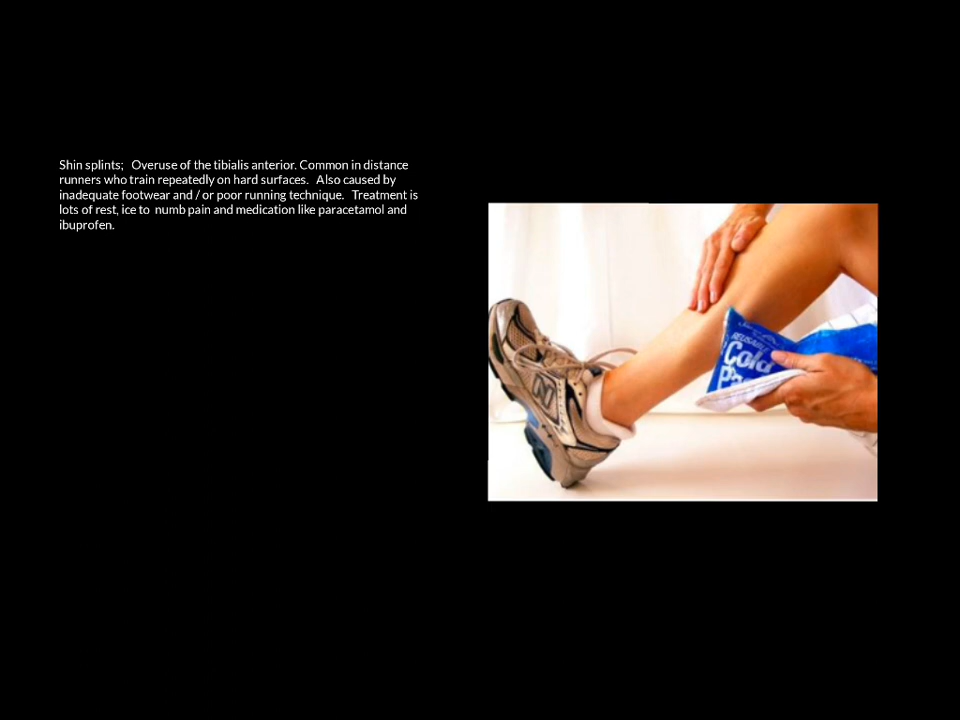 Shin splints;   Overuse of the tibialis anterior. Common in distance
runners who train repeatedly on hard surfaces.   Also caused by
inadequate footwear and / or poor running technique.   Treatment is
lots of rest, ice to  numb pain and medication like paracetamol and
ibuprofen.
REUSABLE
Cold